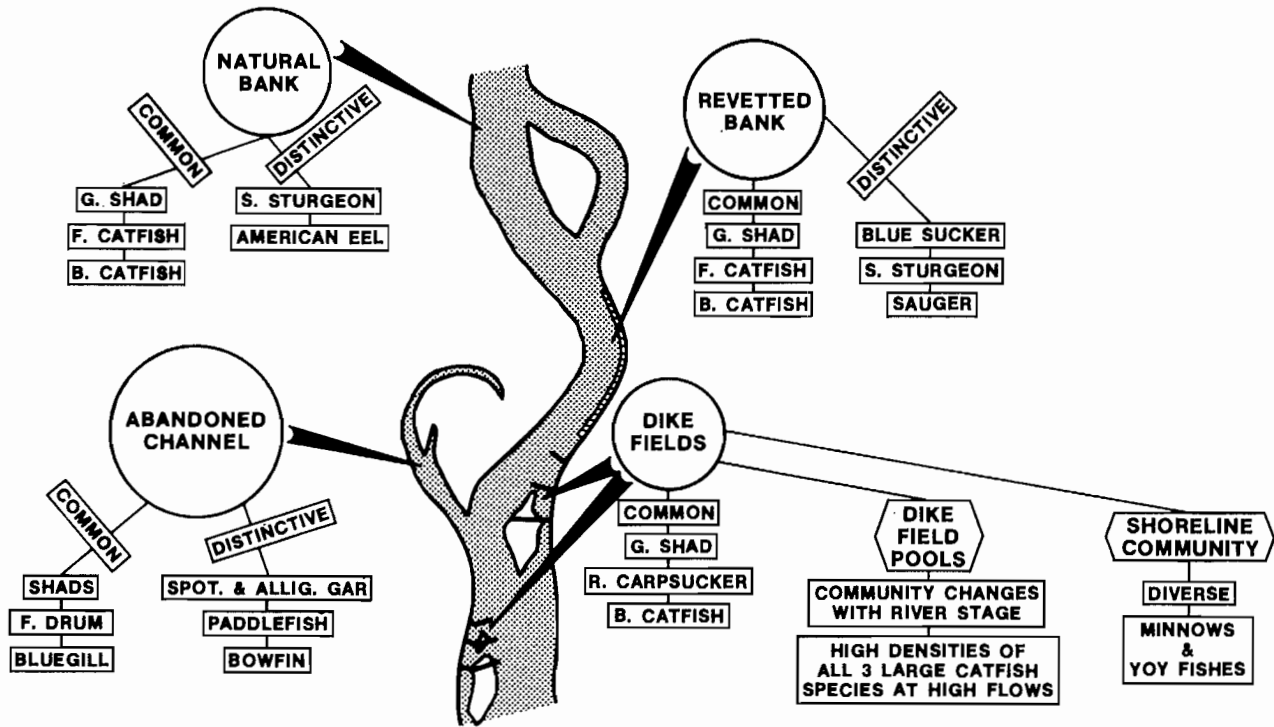 NATURAL
BANK
COMMON
DISTINCTIVE
G. SHAD
F. CATFISH
B. CATFISH
S. STURGEON
AMERICAN EEL
REVETTED
BANK
COMMON
G. SHAD
F. CATFISH
B. CATFISH
DISTINCTIVE
BLUE SUCKER
S. STURGEON
SAUGER
ABANDONED
CHANNEL
COMMON
DISTINCTIVE
SHADS
F. DRUM
BLUEGILL
SPOT. & ALLIG. GAR
PADDLEFISH
BOWFIN
DIKE
FIELDS
COMMON
G. SHAD
R. CARPSUCKER
B. CATFISH
DIKE
FIELD
POOLS
COMMUNITY CHANGES
WITH RIVER STAGE
HIGH DENSITIES OF
ALL 3 LARGE CATFISH
SPECIES AT HIGH FLOWS
SHORELINE
COMMUNITY
DIVERSE
MINNOWS
&
YOY FISHES